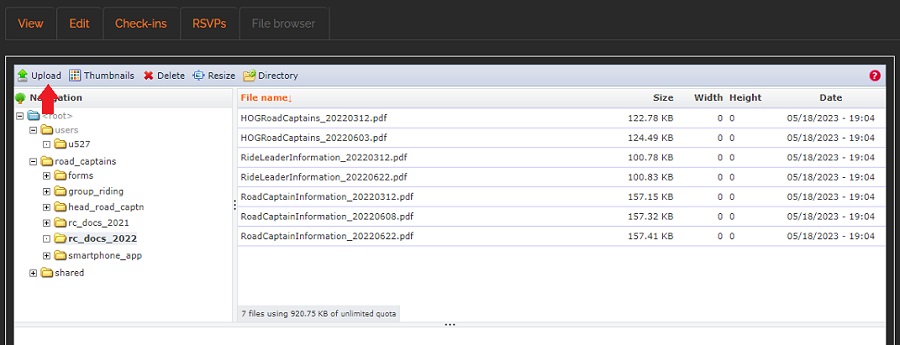 View Edit Check-ins RSVPs File browser
Upload Thumbnails Delete Resize Directory ?
Navigation File name↓ Size Width Height Date
<root>
users
u527
road_captains
forms
group_riding
head_road_captn
rc_docs_2021
rc_docs_2022
smartphone_app
shared
HOGRoadCaptains_20220312.pdf 122.78 KB 0 0 05/18/2023 - 19:04
HOGRoadCaptains_20220603.pdf 124.49 KB 0 0 05/18/2023 - 19:04
RideLeaderInformation_20220312.pdf 100.78 KB 0 0 05/18/2023 - 19:04
RideLeaderInformation_20220622.pdf 100.83 KB 0 0 05/18/2023 - 19:04
RoadCaptainInformation_20220312.pdf 157.15 KB 0 0 05/18/2023 - 19:04
RoadCaptainInformation_20220608.pdf 157.32 KB 0 0 05/18/2023 - 19:04
RoadCaptainInformation_20220622.pdf 157.41 KB 0 0 05/18/2023 - 19:04
7 files using 920.75 KB of unlimited quota